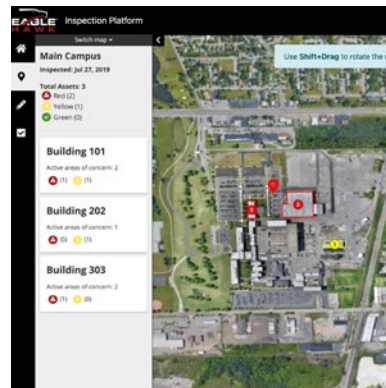 EAGLE HAWK Inspection Platform
Switch map
Use Shift+Drag to rotate the
Main Campus
Inspected: Jul 27, 2019
Total Assets: 3
Red (2)
Yellow (1)
Green (0)
Building 101
Active areas of concern: 2
(1) (1)
Building 202
Active areas of concern: 1
(0) (1)
Building 303
Active areas of concern: 2
(1) (0)